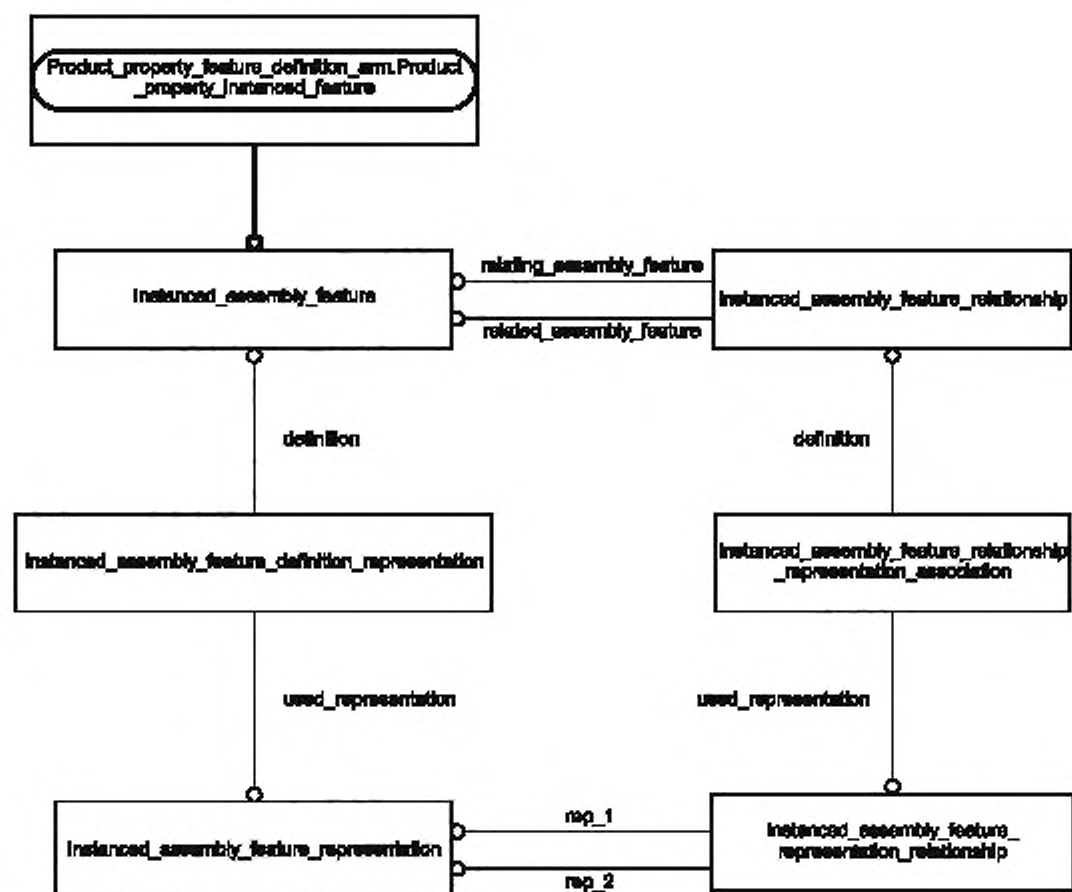 Product_property_feature_definition_arm.Product
_property_instanced_feature
relating_assembly_feature
Instanced_assembly_feature
Instanced_assembly_feature_relationship
related_assembly_feature
definition
definition
Instanced_assembly_feature_definition_representation
Instanced_assembly_feature_relationship
_representation_association
used_representation
used_representation
rep_1
Instanced_assembly_feature_representation
Instanced_assembly_feature_
representation_relationship
rep_2